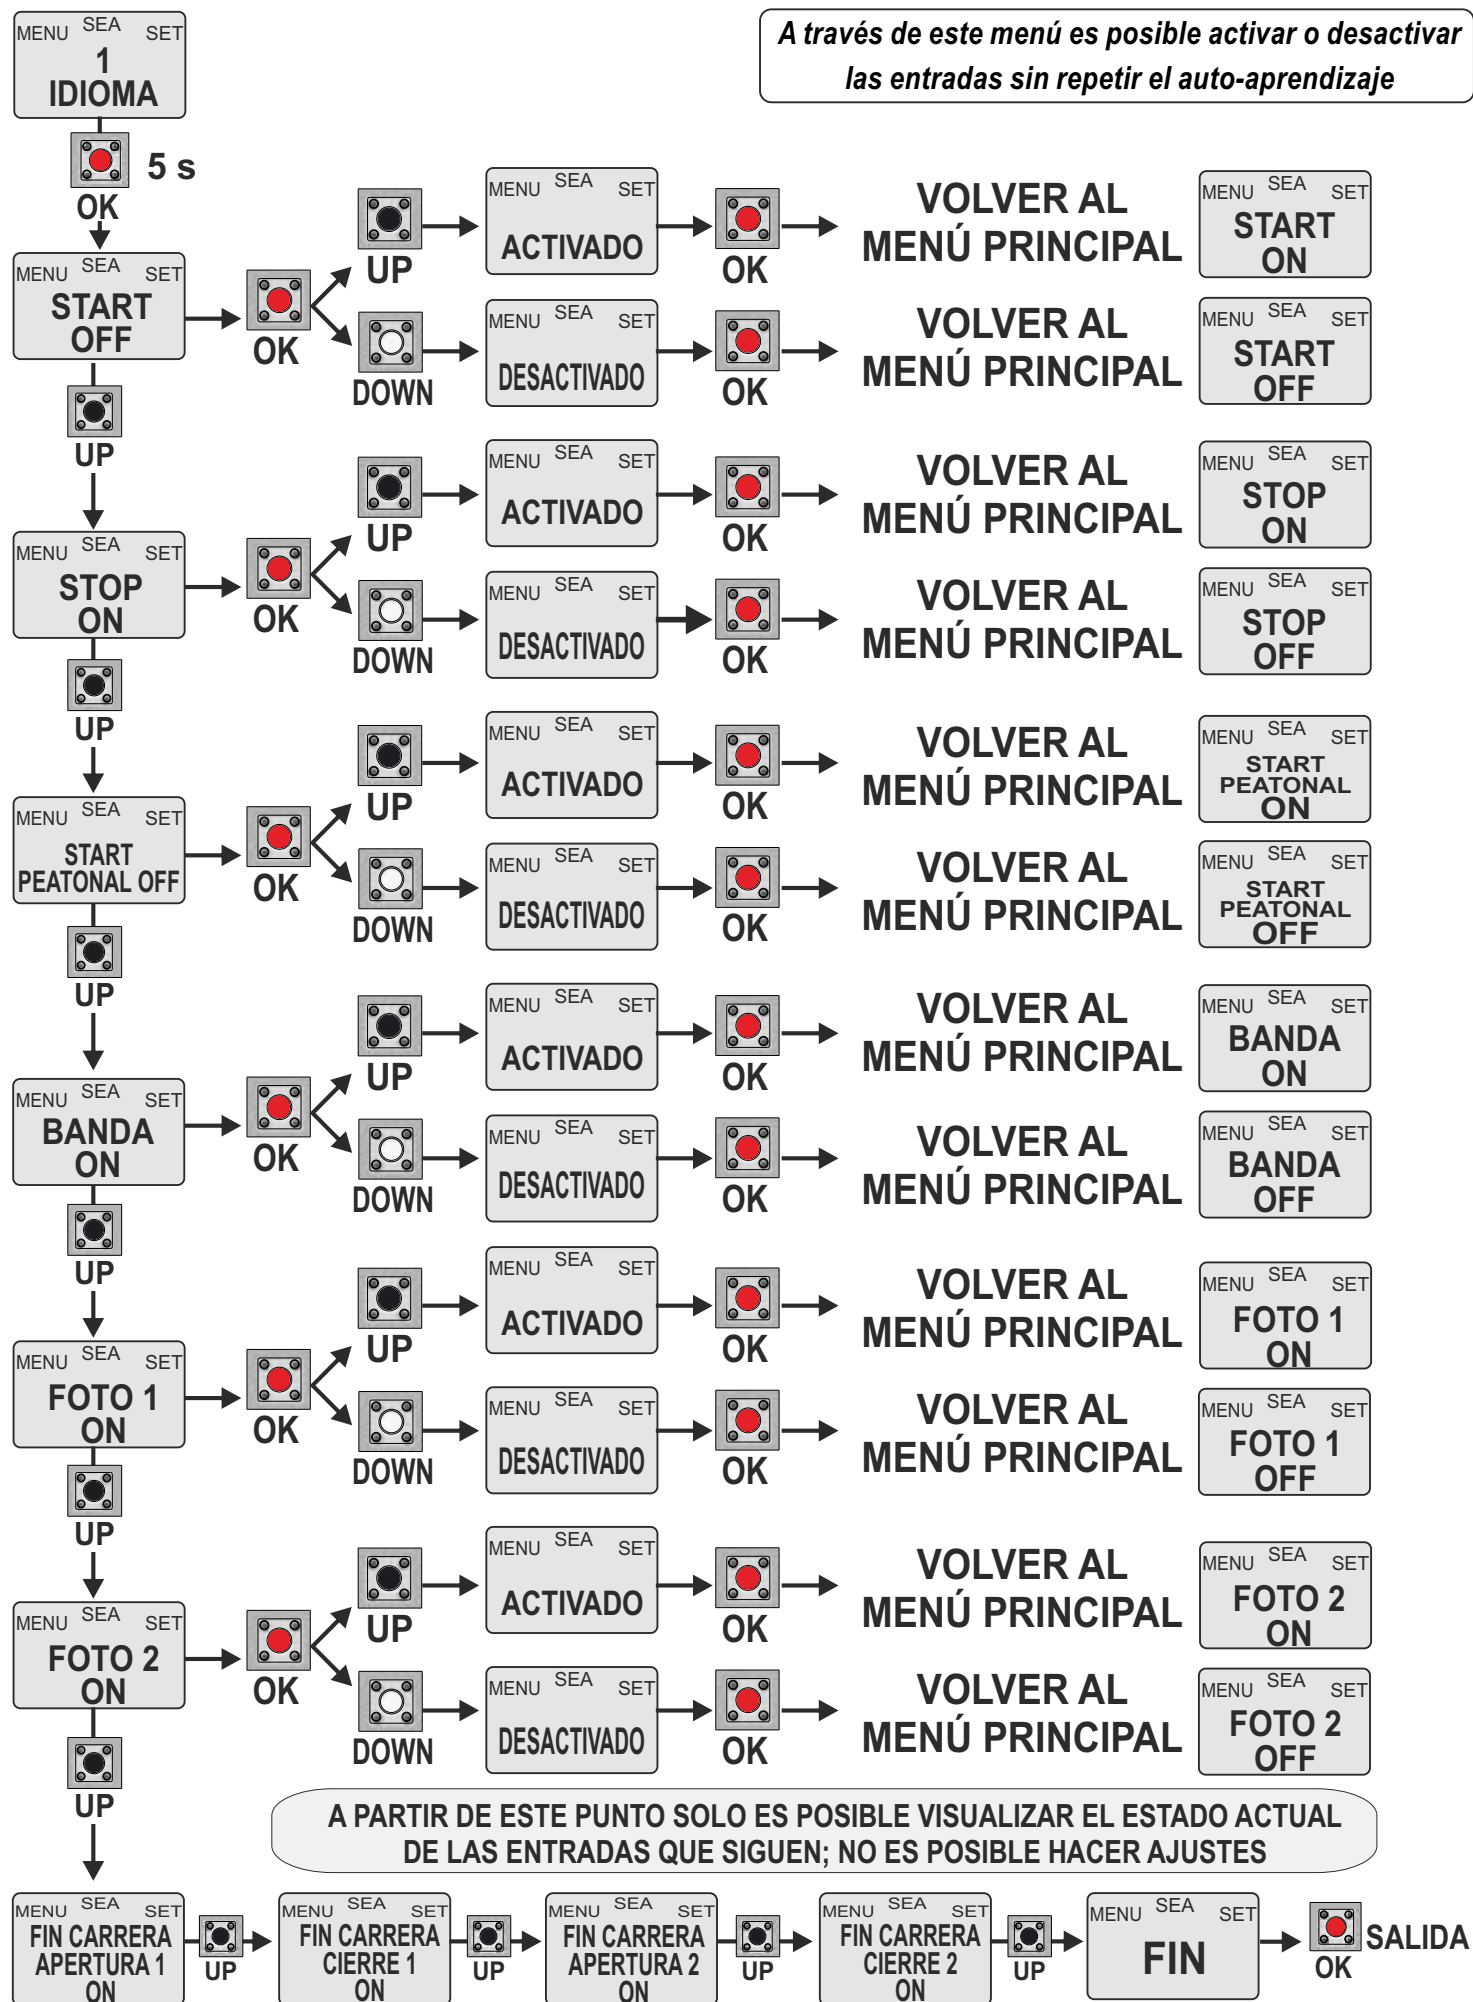 MENU SEA SET
1
IDIOMA
A través de este menú es posible activar o desactivar
las entradas sin repetir el auto-aprendizaje
5 s
OK
MENU SEA SET
START
OFF
OK
UP
MENU SEA SET
ACTIVADO
OK
VOLVER AL
MENÚ PRINCIPAL
MENU SEA SET
START
ON
DOWN
MENU SEA SET
DESACTIVADO
OK
VOLVER AL
MENÚ PRINCIPAL
MENU SEA SET
START
OFF
UP
MENU SEA SET
STOP
ON
OK
UP
MENU SEA SET
ACTIVADO
OK
VOLVER AL
MENÚ PRINCIPAL
MENU SEA SET
STOP
ON
DOWN
MENU SEA SET
DESACTIVADO
OK
VOLVER AL
MENÚ PRINCIPAL
MENU SEA SET
STOP
OFF
UP
MENU SEA SET
START
PEATONAL OFF
OK
UP
MENU SEA SET
ACTIVADO
OK
VOLVER AL
MENÚ PRINCIPAL
MENU SEA SET
START
PEATONAL
ON
DOWN
MENU SEA SET
DESACTIVADO
OK
VOLVER AL
MENÚ PRINCIPAL
MENU SEA SET
START
PEATONAL
OFF
UP
MENU SEA SET
BANDA
ON
OK
UP
MENU SEA SET
ACTIVADO
OK
VOLVER AL
MENÚ PRINCIPAL
MENU SEA SET
BANDA
ON
DOWN
MENU SEA SET
DESACTIVADO
OK
VOLVER AL
MENÚ PRINCIPAL
MENU SEA SET
BANDA
OFF
UP
MENU SEA SET
FOTO 1
ON
OK
UP
MENU SEA SET
ACTIVADO
OK
VOLVER AL
MENÚ PRINCIPAL
MENU SEA SET
FOTO 1
ON
DOWN
MENU SEA SET
DESACTIVADO
OK
VOLVER AL
MENÚ PRINCIPAL
MENU SEA SET
FOTO 1
OFF
UP
MENU SEA SET
FOTO 2
ON
OK
UP
MENU SEA SET
ACTIVADO
OK
VOLVER AL
MENÚ PRINCIPAL
MENU SEA SET
FOTO 2
ON
DOWN
MENU SEA SET
DESACTIVADO
OK
VOLVER AL
MENÚ PRINCIPAL
MENU SEA SET
FOTO 2
OFF
UP
A PARTIR DE ESTE PUNTO SOLO ES POSIBLE VISUALIZAR EL ESTADO ACTUAL
DE LAS ENTRADAS QUE SIGUEN; NO ES POSIBLE HACER AJUSTES
MENU SEA SET
FIN CARRERA
APERTURA 1
ON
UP
MENU SEA SET
FIN CARRERA
CIERRE 1
ON
UP
MENU SEA SET
FIN CARRERA
APERTURA 2
ON
UP
MENU SEA SET
FIN CARRERA
CIERRE 2
ON
UP
MENU SEA SET
FIN
OK
SALIDA